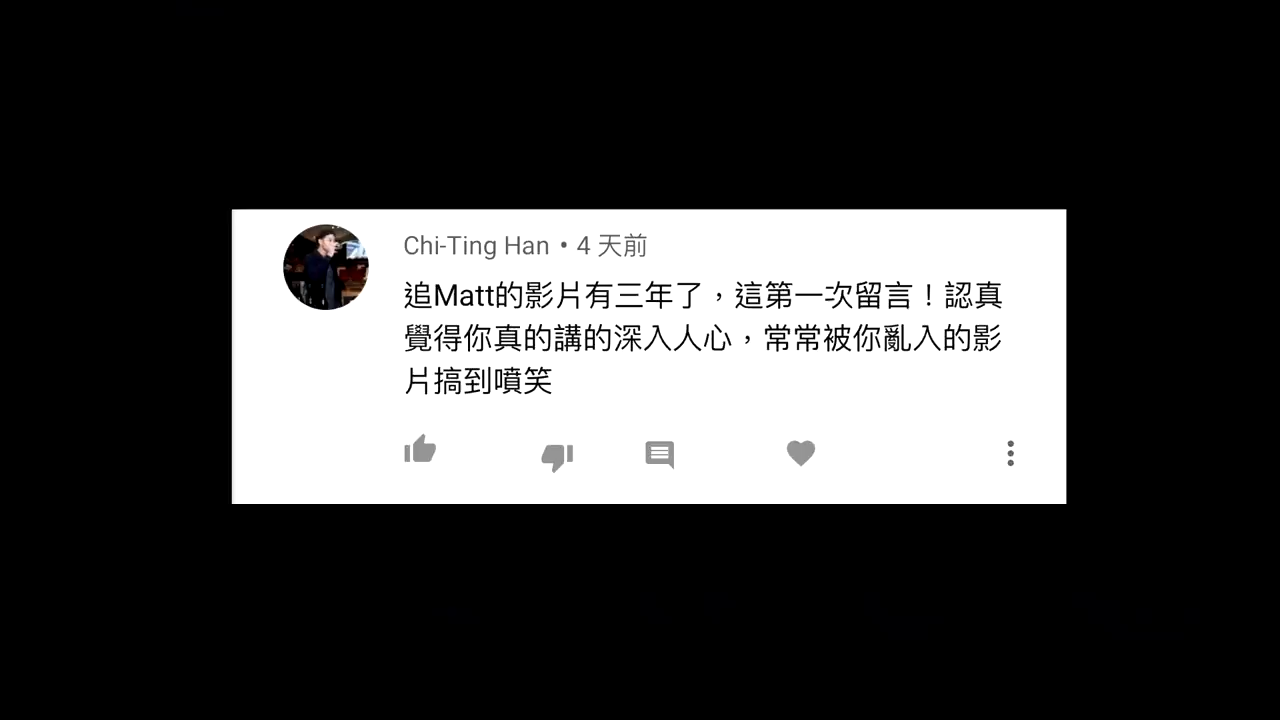 Chi-Ting Han • 4 天前
追Matt的影片有三年了，這第一次留言！認真
覺得你真的講的深入人心，常常被你亂入的影
片搞到噴笑